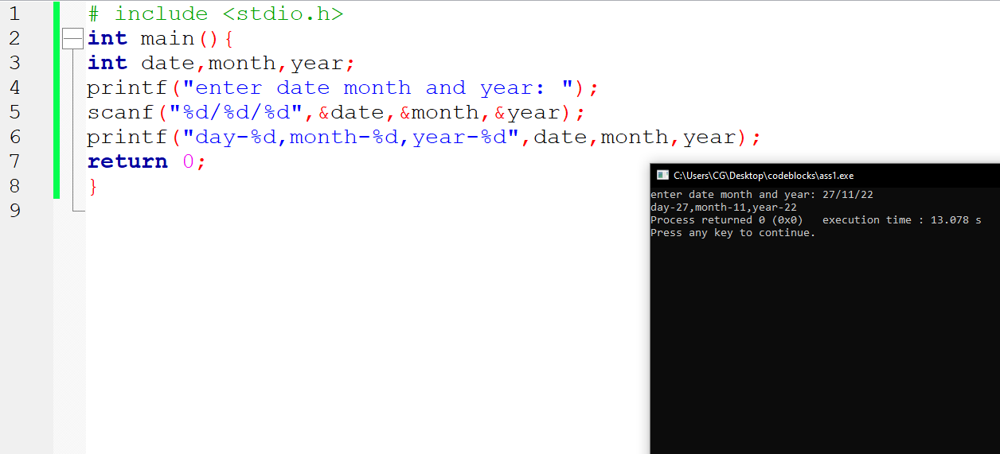 1 # include <stdio.h>
2 int main(){
3 int date,month,year;
4 printf("enter date month and year: ");
5 scanf("%d/%d/%d",&date,&month,&year);
6 printf("day-%d,month-%d,year-%d",date,month,year);
7 return 0;
8 }
9
C:\Users\CG\Desktop\codeblocks\ass1.exe
enter date month and year: 27/11/22
day-27,month-11,year-22
Process returned 0 (0x0)   execution time : 13.078 s
Press any key to continue.